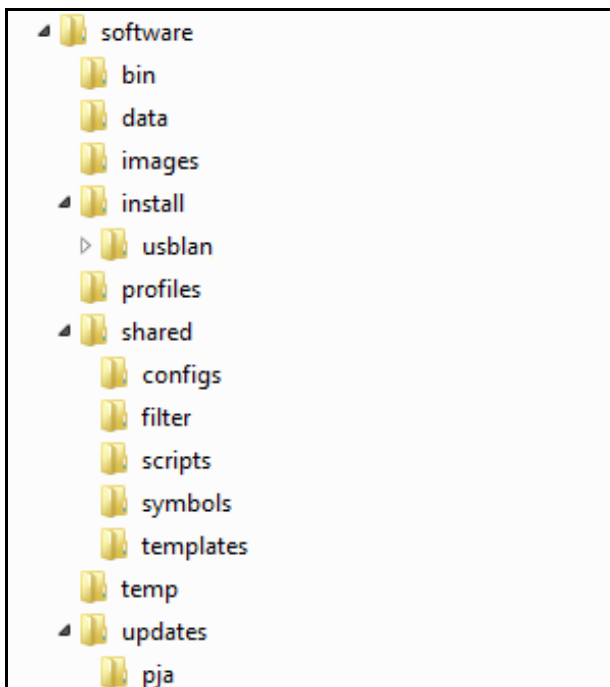 software
bin
data
images
install
usblan
profiles
shared
configs
filter
scripts
symbols
templates
temp
updates
pja